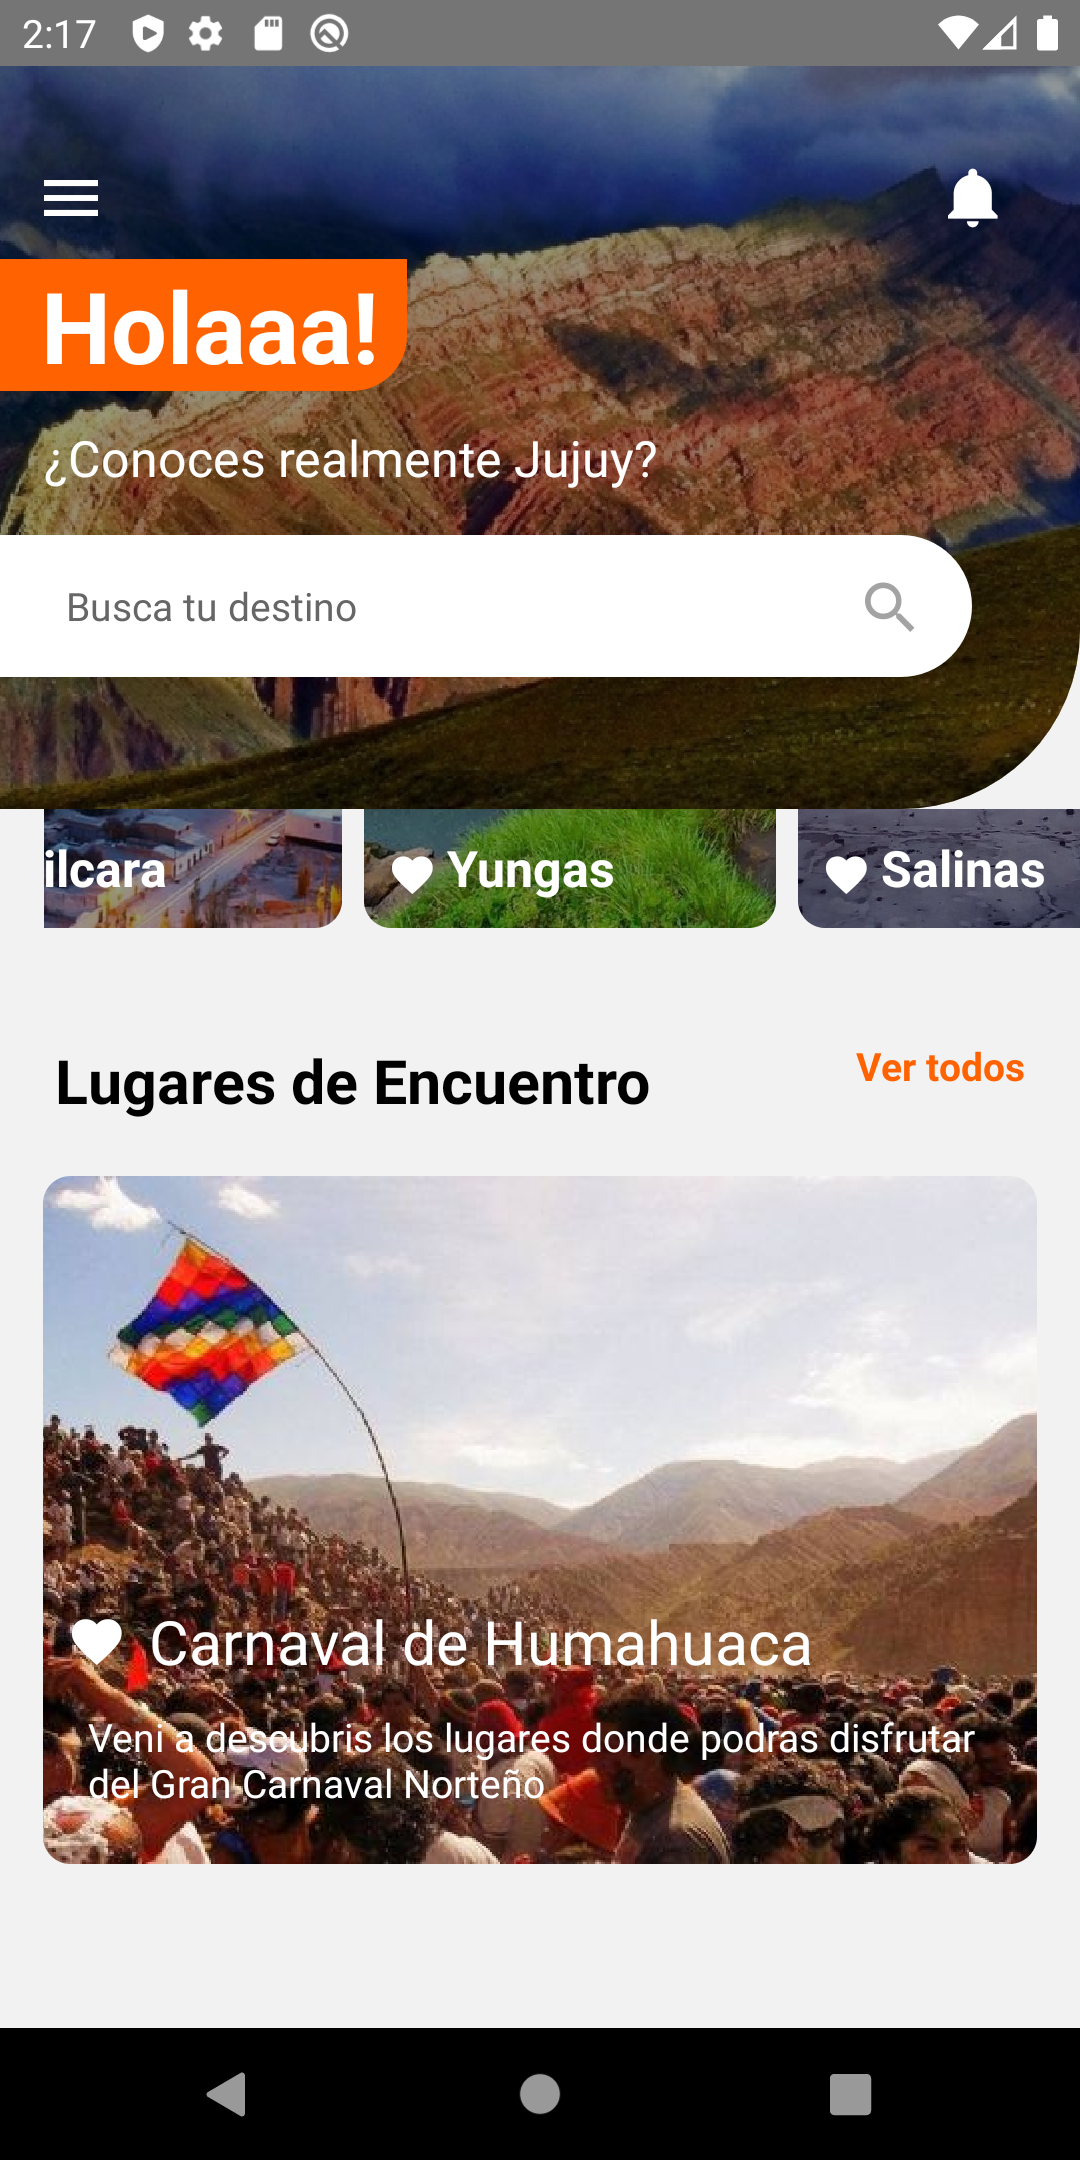 2:17
Holaaa!
¿Conoces realmente Jujuy?
Busca tu destino
ilcara
Yungas
Salinas
Lugares de Encuentro
Ver todos
Carnaval de Humahuaca
Veni a descubris los lugares donde podras disfrutar
del Gran Carnaval Norteño